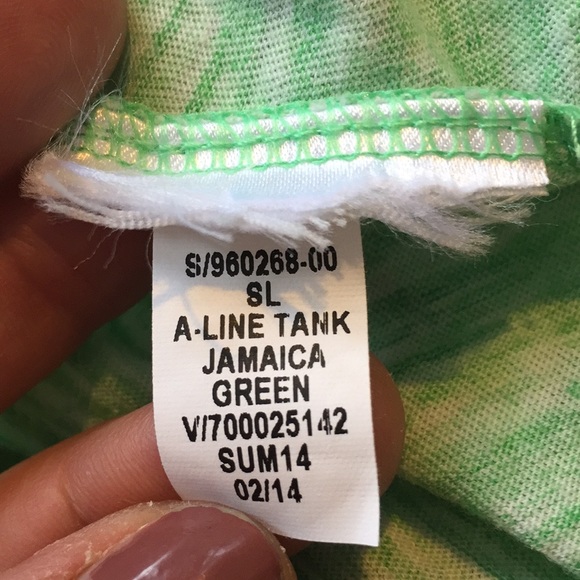 S/960268-00
SL
A-LINE TANK
JAMAICA
GREEN
V/700025142
SUM14
02/14